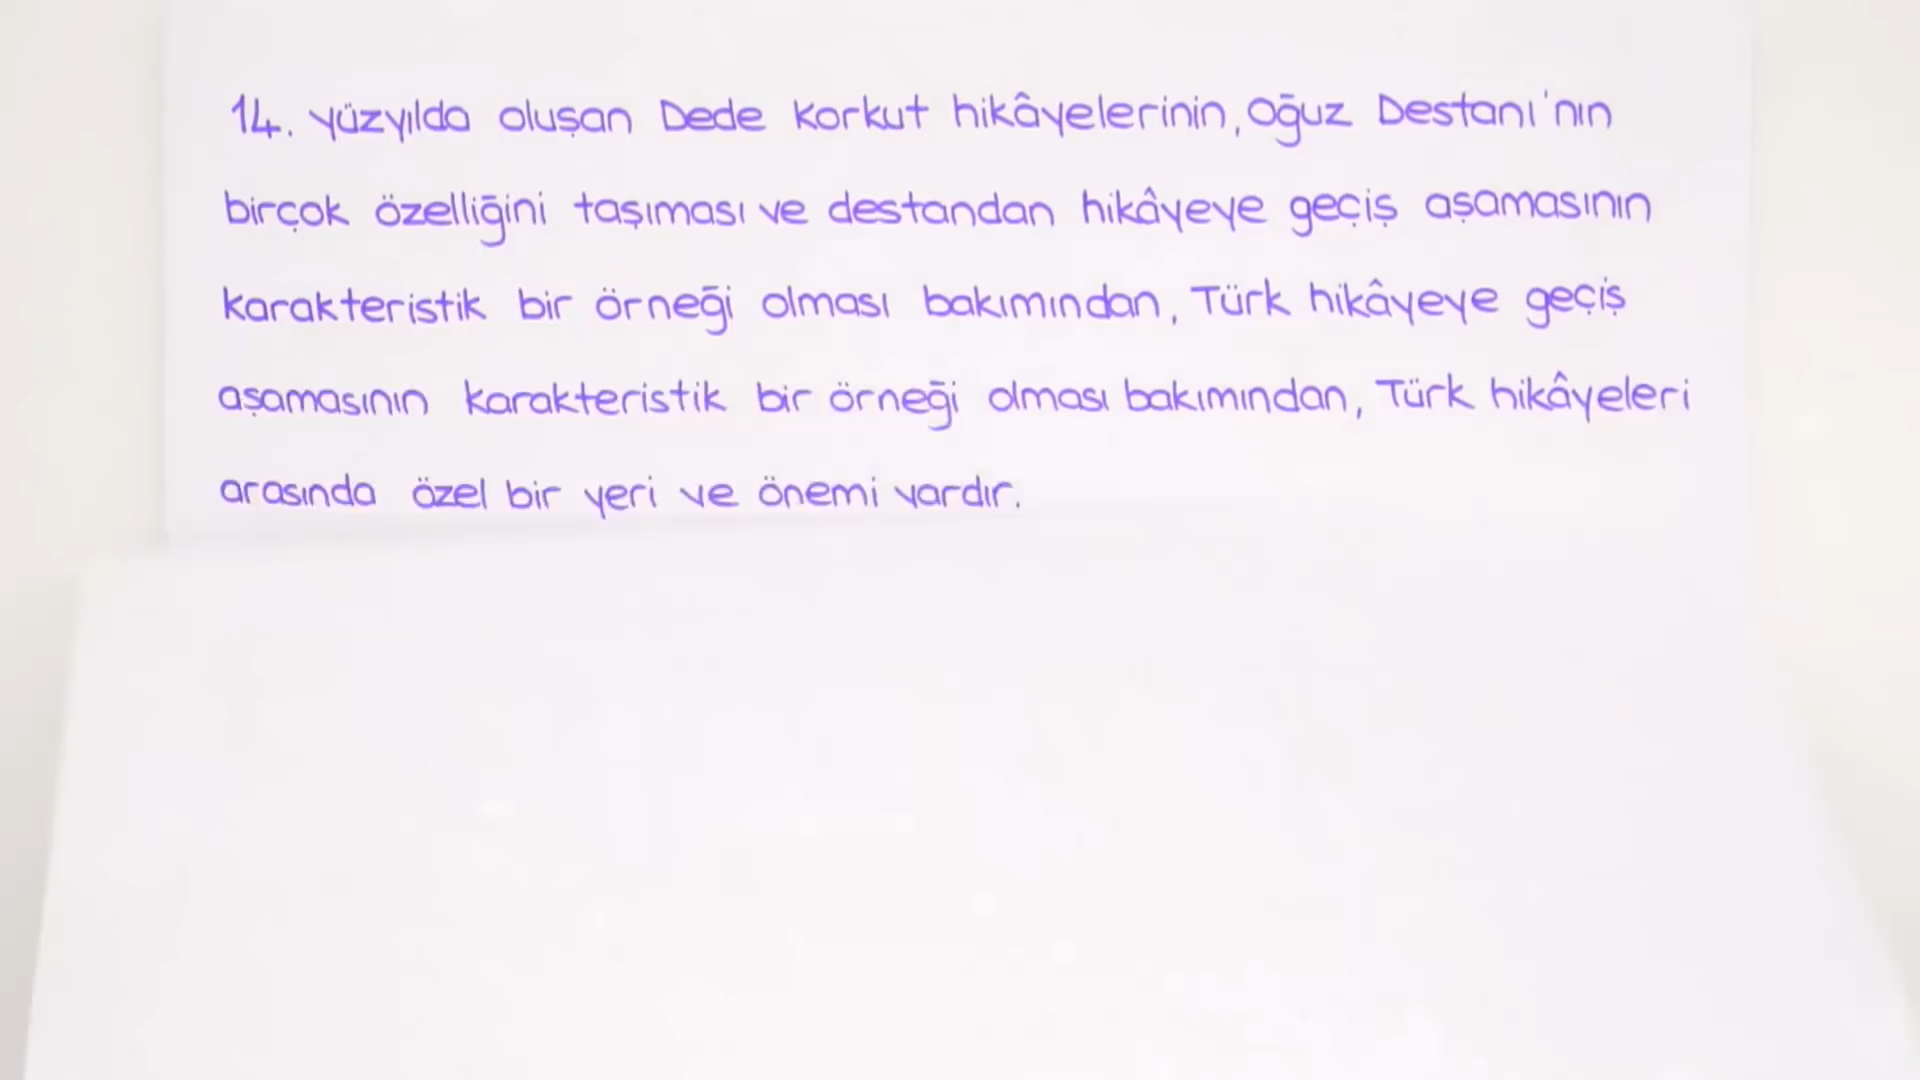 14. yüzyılda oluşan Dede Korkut hikâyelerinin, Oğuz Destanı'nın
birçok özelliğini taşıması ve destandan hikâyeye geçiş aşamasının
karakteristik bir örneği olması bakımından, Türk hikâyeye geçiş
aşamasının karakteristik bir örneği olması bakımından, Türk hikâyeleri
arasında özel bir yeri ve önemi vardır.